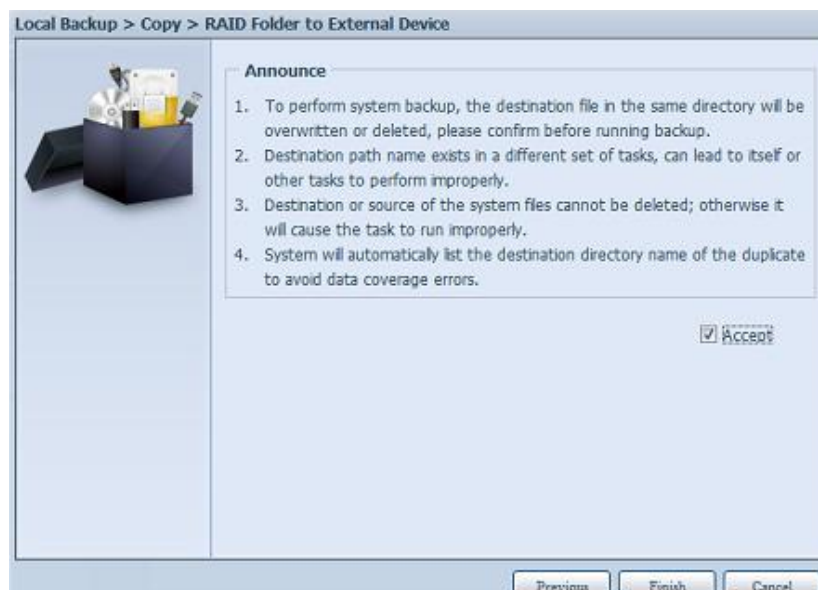 Local Backup > Copy > RAID Folder to External Device
Announce
1. To perform system backup, the destination file in the same directory will be
overwritten or deleted, please confirm before running backup.
2. Destination path name exists in a different set of tasks, can lead to itself or
other tasks to perform improperly.
3. Destination or source of the system files cannot be deleted; otherwise it
will cause the task to run improperly.
4. System will automatically list the destination directory name of the duplicate
to avoid data coverage errors.
Accept
Previous Finish Cancel